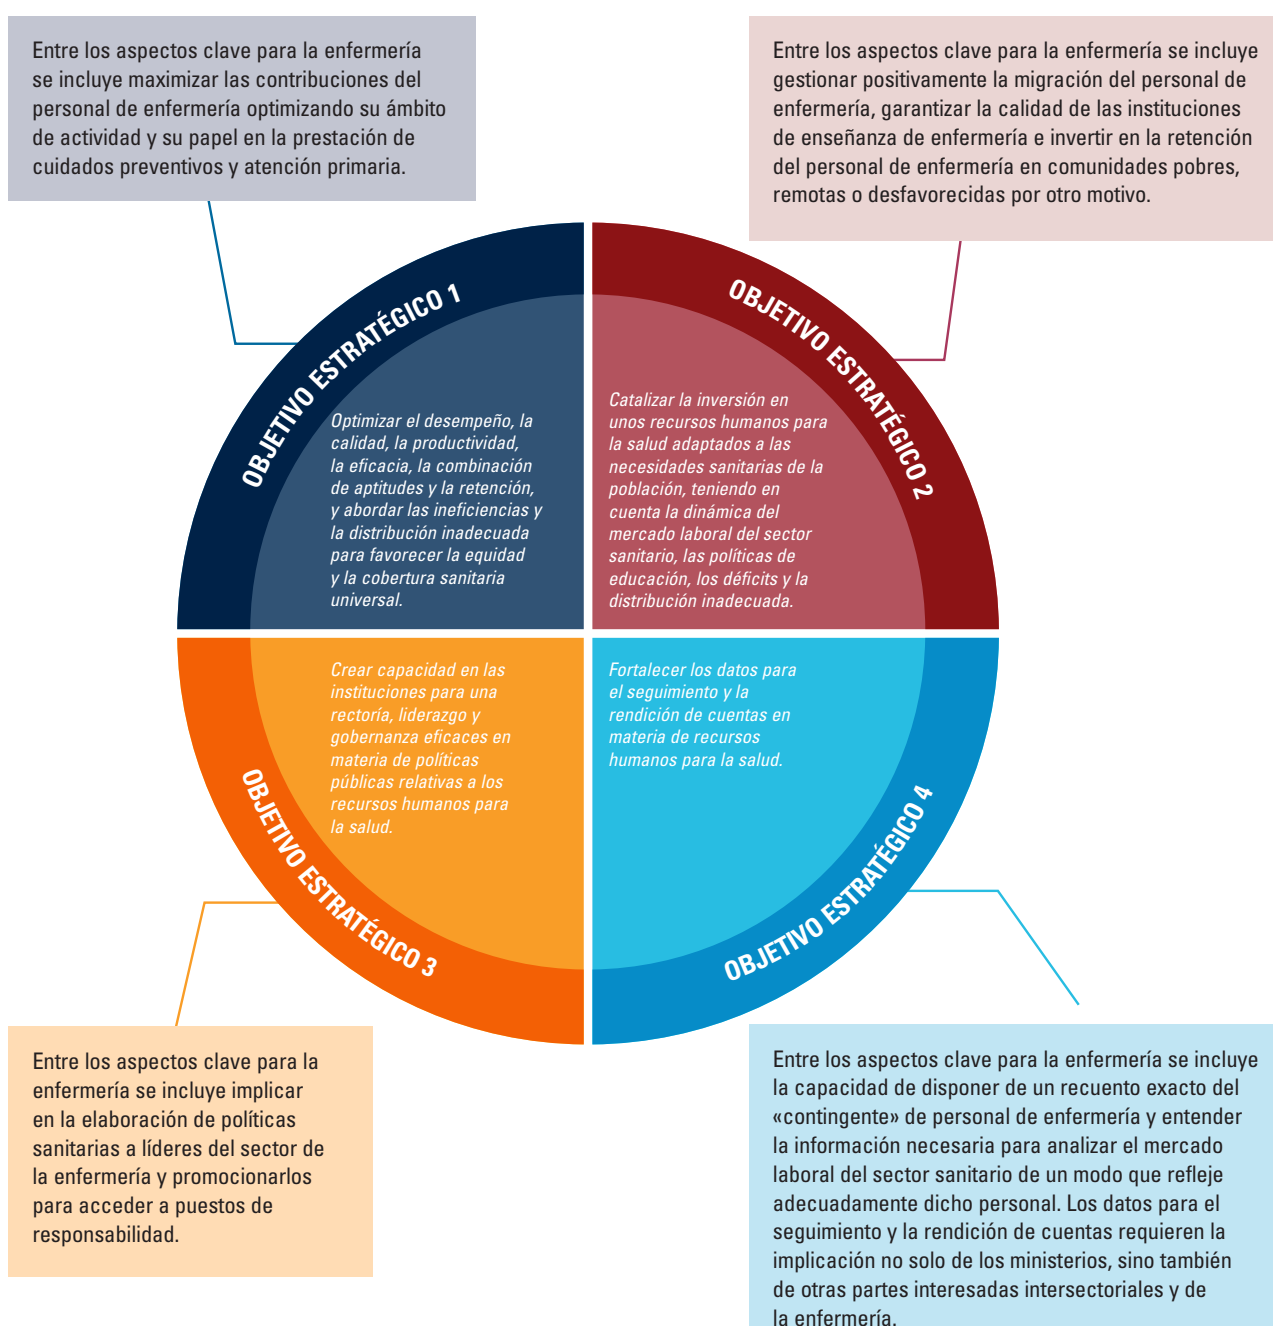 Entre los aspectos clave para la enfermería
se incluye maximizar las contribuciones del
personal de enfermería optimizando su ámbito
de actividad y su papel en la prestación de
cuidados preventivos y atención primaria.
Entre los aspectos clave para la enfermería se incluye
gestionar positivamente la migración del personal de
enfermería, garantizar la calidad de las instituciones
de enseñanza de enfermería e invertir en la retención
del personal de enfermería en comunidades pobres,
remotas o desfavorecidas por otro motivo.
OBJETIVO ESTRATÉGICO 1
Optimizar el desempeño, la
calidad, la productividad,
la eficacia, la combinación
de aptitudes y la retención,
y abordar las ineficiencias y
la distribución inadecuada
para favorecer la equidad
y la cobertura sanitaria
universal.
OBJETIVO ESTRATÉGICO 2
Catalizar la inversión en
unos recursos humanos para
la salud adaptados a las
necesidades sanitarias de la
población, teniendo en
cuenta la dinámica del
mercado laboral del sector
sanitario, las políticas de
educación, los déficits y la
distribución inadecuada.
OBJETIVO ESTRATÉGICO 3
Crear capacidad en las
instituciones para una
rectoría, liderazgo y
gobernanza eficaces en
materia de políticas
públicas relativas a los
recursos humanos para
la salud.
OBJETIVO ESTRATÉGICO 4
Fortalecer los datos para
el seguimiento y la
rendición de cuentas en
materia de recursos
humanos para la salud.
Entre los aspectos clave para la
enfermería se incluye implicar
en la elaboración de políticas
sanitarias a líderes del sector de
la enfermería y promocionarlos
para acceder a puestos de
responsabilidad.
Entre los aspectos clave para la enfermería se incluye
la capacidad de disponer de un recuento exacto del
«contingente» de personal de enfermería y entender
la información necesaria para analizar el mercado
laboral del sector sanitario de un modo que refleje
adecuadamente dicho personal. Los datos para el
seguimiento y la rendición de cuentas requieren la
implicación no solo de los ministerios, sino también
de otras partes interesadas intersectoriales y de
la enfermería.